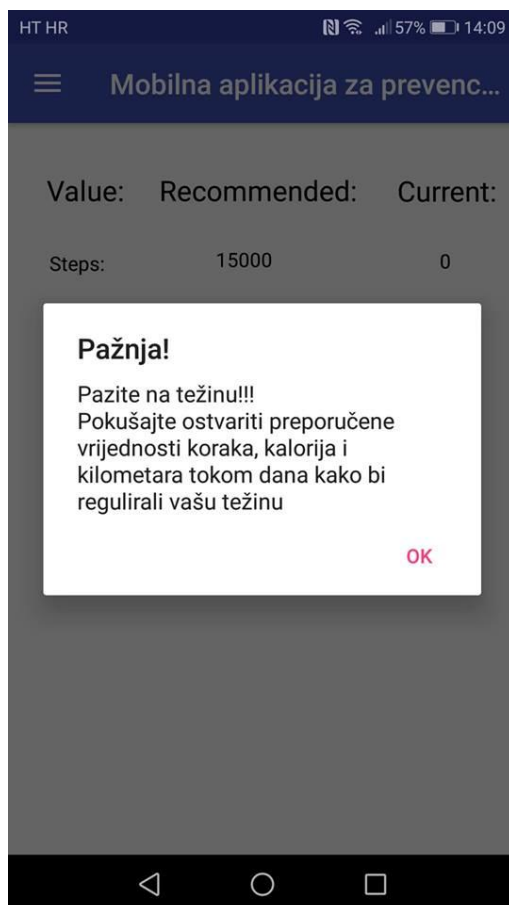 HT HR 57% 14:09
Mobilna aplikacija za prevenc...
Value: Recommended: Current:
Steps: 15000 0
Pažnja!
Pazite na težinu!!!
Pokušajte ostvariti preporučene
vrijednosti koraka, kalorija i
kilometara tokom dana kako bi
regulirali vašu težinu
OK